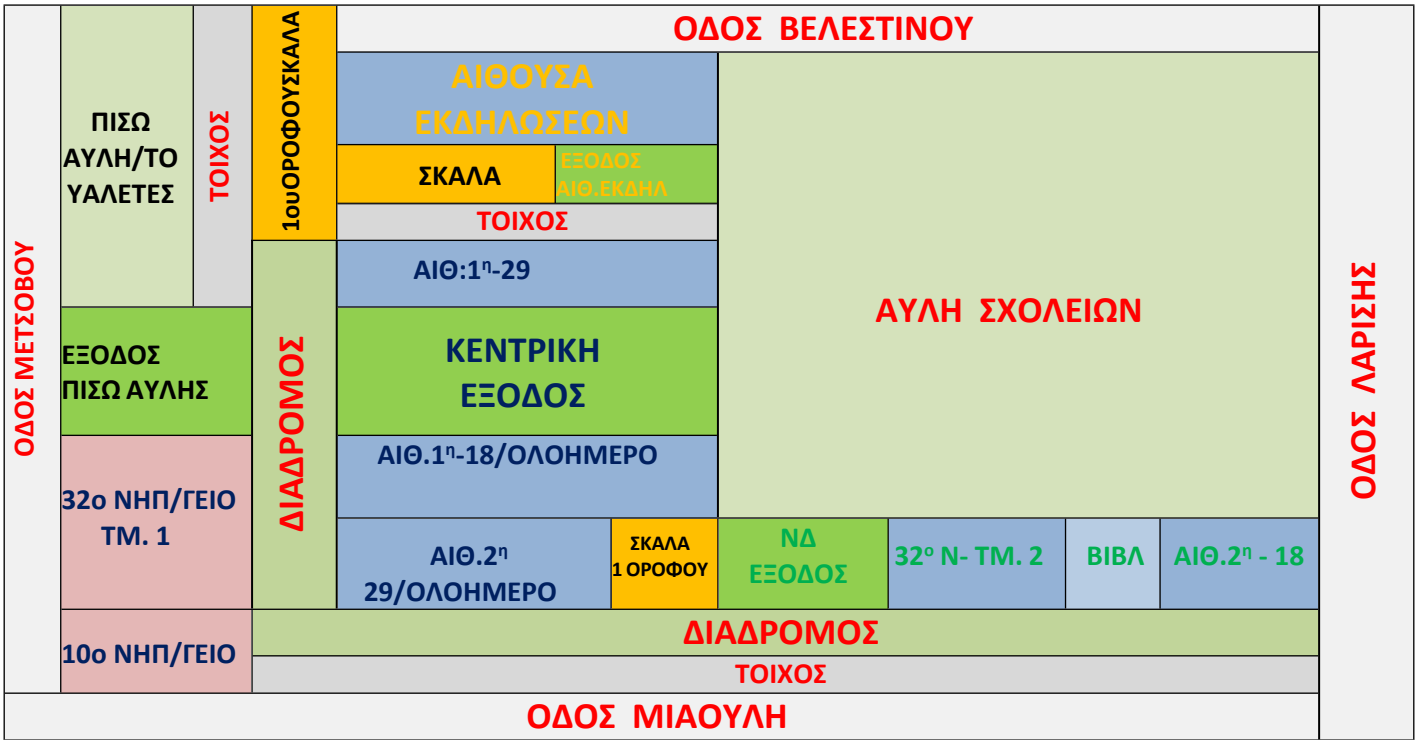 ΟΔΟΣ ΜΕΤΣΟΒΟΥ
ΠΙΣΩ
ΑΥΛΗ/ΤΟ
ΥΑΛΕΤΕΣ
ΤΟΙΧΟΣ
1ουΟΡΟΦΟΥΣΚΑΛΑ
ΟΔΟΣ ΒΕΛΕΣΤΙΝΟΥ
ΑΙΘΟΥΣΑ
ΕΚΔΗΛΩΣΕΩΝ
ΣΚΑΛΑ
ΕΞΟΔΟΣ
ΑΙΘ.ΕΚΔΗΛ
ΤΟΙΧΟΣ
ΑΙΘ:1η-29
ΑΥΛΗ ΣΧΟΛΕΙΩΝ
ΟΔΟΣ ΛΑΡΙΣΗΣ
ΕΞΟΔΟΣ
ΠΙΣΩ ΑΥΛΗΣ
ΔΙΑΔΡΟΜΟΣ
ΚΕΝΤΡΙΚΗ
ΕΞΟΔΟΣ
ΑΙΘ.1η-18/ΟΛΟΗΜΕΡΟ
32ο ΝΗΠ/ΓΕΙΟ
ΤΜ. 1
ΑΙΘ.2η
29/ΟΛΟΗΜΕΡΟ
ΣΚΑΛΑ
1 ΟΡΟΦΟΥ
ΝΔ
ΕΞΟΔΟΣ
32ο Ν- ΤΜ. 2
ΒΙΒΛ
ΑΙΘ.2η - 18
10ο ΝΗΠ/ΓΕΙΟ
ΔΙΑΔΡΟΜΟΣ
ΤΟΙΧΟΣ
ΟΔΟΣ ΜΙΑΟΥΛΗ